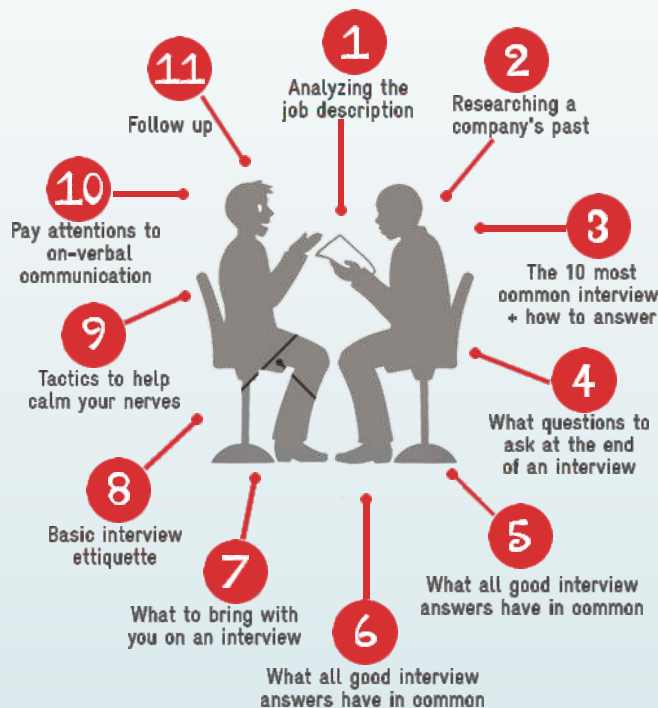 1
Analyzing the
job description
2
Researching a
company's past
3
The 10 most
common interview
+ how to answer
4
What questions to
ask at the end
of an interview
5
What all good interview
answers have in common
6
What all good interview
answers have in common
7
What to bring with
you on an interview
8
Basic interview
ettiquette
9
Tactics to help
calm your nerves
10
Pay attentions to
on-verbal
communication
11
Follow up